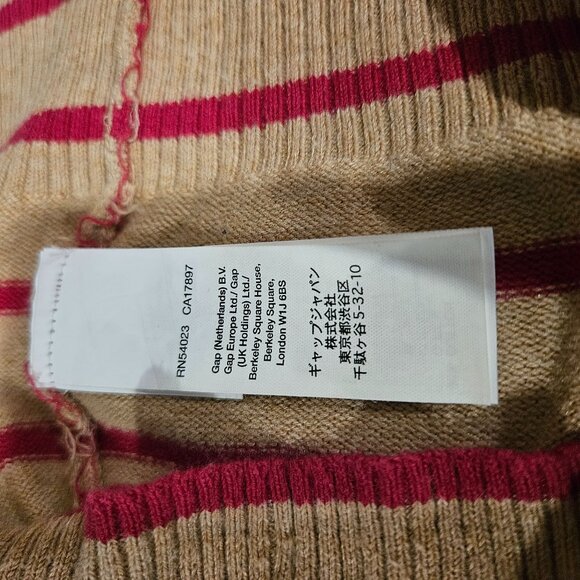 RN54023 CA17897
Gap (Netherlands) B.V.
Gap Europe Ltd./ Gap
(UK Holdings) Ltd./
Berkeley Square House,
Berkeley Square,
London W1J 6BS
ギャップジャパン
株式会社
東京都渋谷区
千駄ケ谷 5-32-10